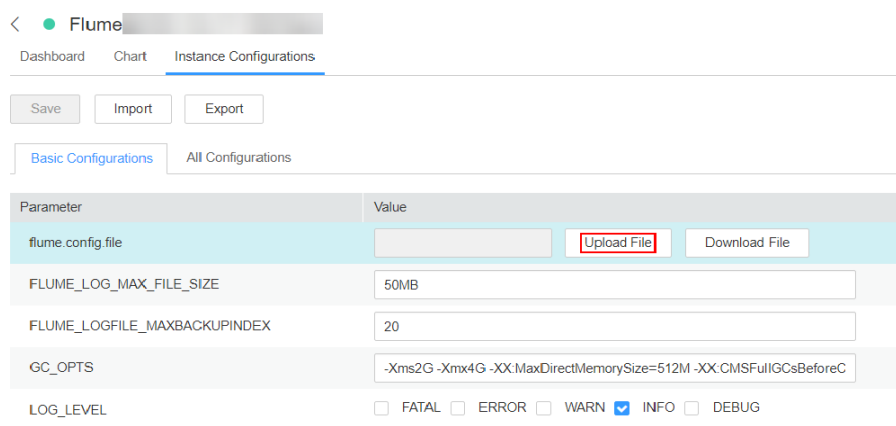 Flume
Dashboard Chart Instance Configurations
Save Import Export
Basic Configurations All Configurations
Parameter Value
flume.config.file Upload File Download File
FLUME_LOG_MAX_FILE_SIZE 50MB
FLUME_LOGFILE_MAXBACKUPINDEX 20
GC_OPTS -Xms2G -Xmx4G -XX:MaxDirectMemorySize=512M -XX:CMSFullGCsBeforeC
LOG_LEVEL FATAL ERROR WARN INFO DEBUG